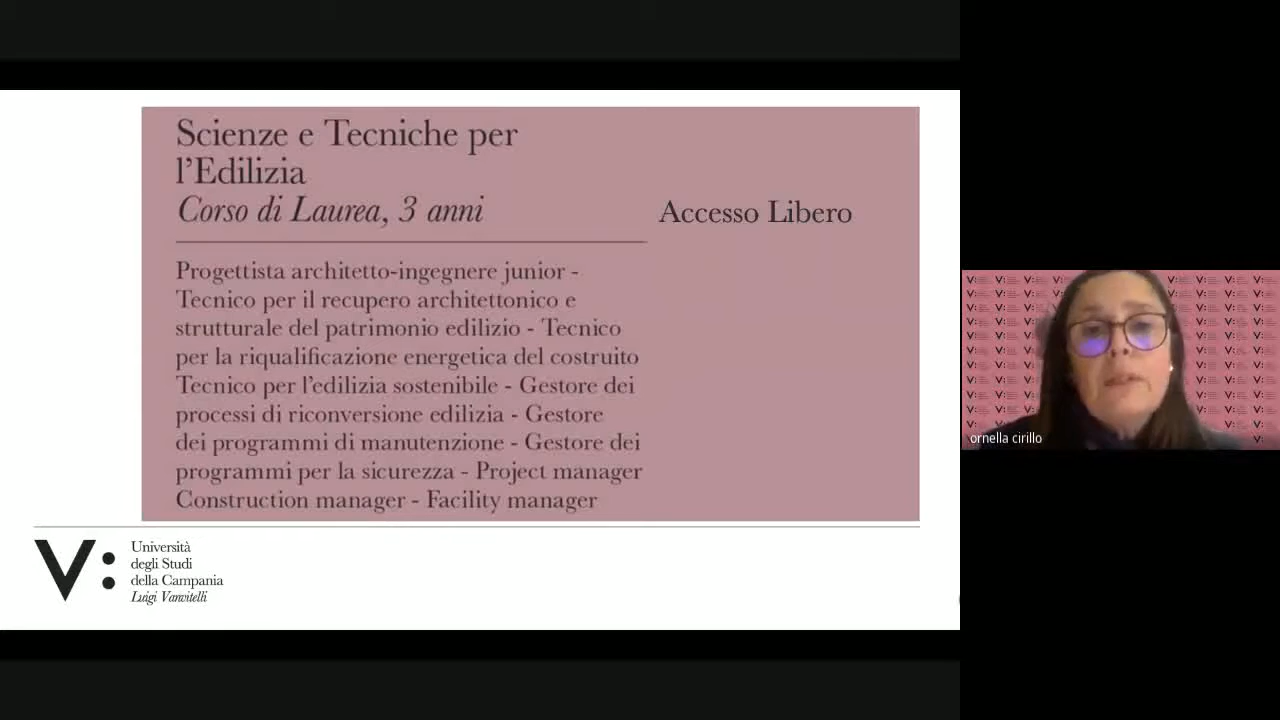 Scienze e Tecniche per
l’Edilizia
Corso di Laurea, 3 anni
Accesso Libero
Progettista architetto-ingegnere junior -
Tecnico per il recupero architettonico e
strutturale del patrimonio edilizio - Tecnico
per la riqualificazione energetica del costruito
Tecnico per l’edilizia sostenibile - Gestore dei
processi di riconversione edilizia - Gestore
dei programmi di manutenzione - Gestore dei
programmi per la sicurezza - Project manager
Construction manager - Facility manager
V:
Università
degli Studi
della Campania
Luigi Vanvitelli
ornella cirillo